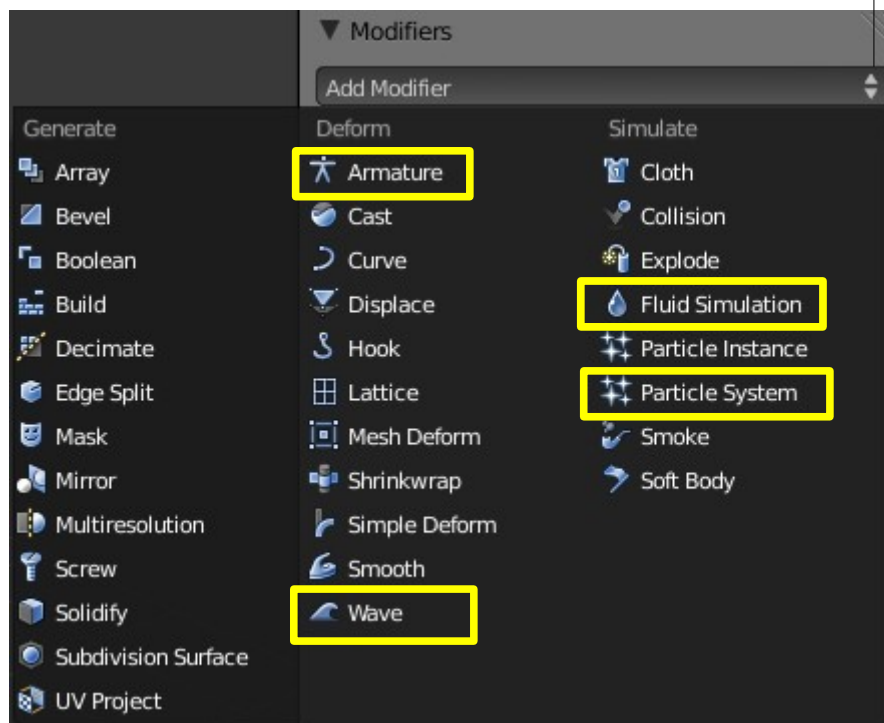 Modifiers
Add Modifier
Generate
Array
Bevel
Boolean
Build
Decimate
Edge Split
Mask
Mirror
Multiresolution
Screw
Solidify
Subdivision Surface
UV Project
Deform
Armature
Cast
Curve
Displace
Hook
Lattice
Mesh Deform
Shrinkwrap
Simple Deform
Smooth
Wave
Simulate
Cloth
Collision
Explode
Fluid Simulation
Particle Instance
Particle System
Smoke
Soft Body